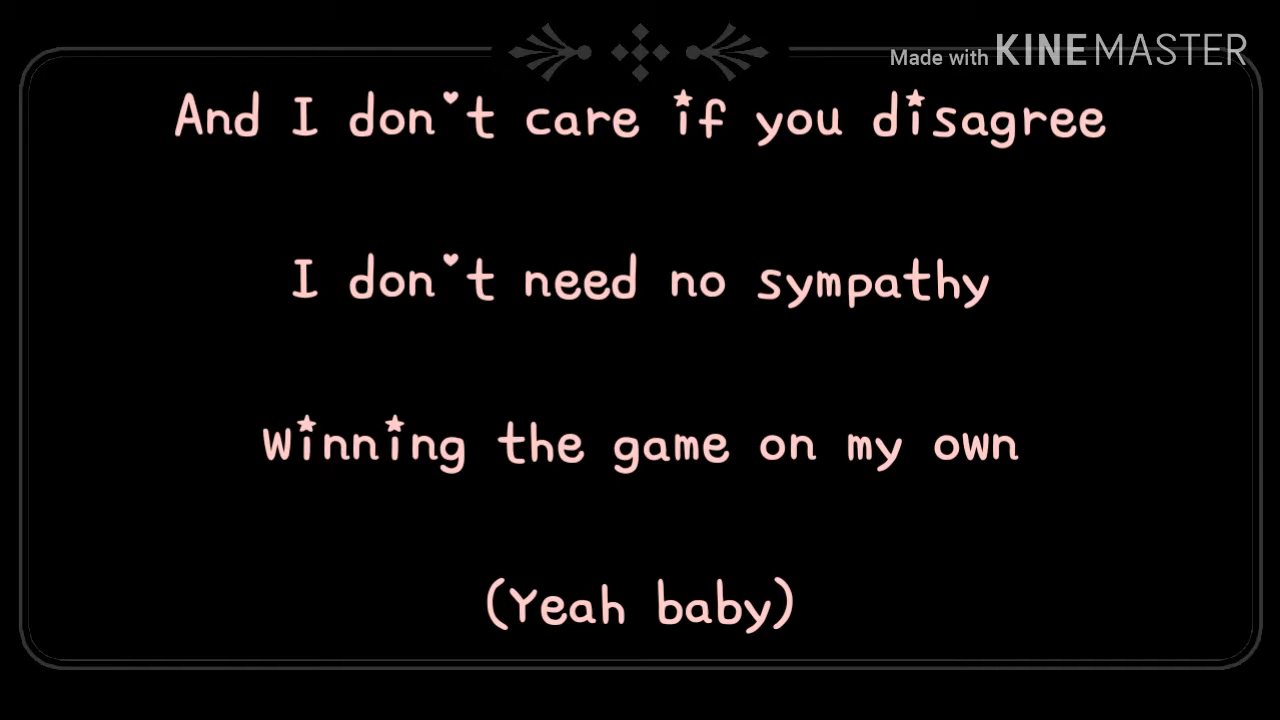 Made with KINEMASTER
And I don't care if you disagree
I don't need no sympathy
Winning the game on my own
(Yeah baby)